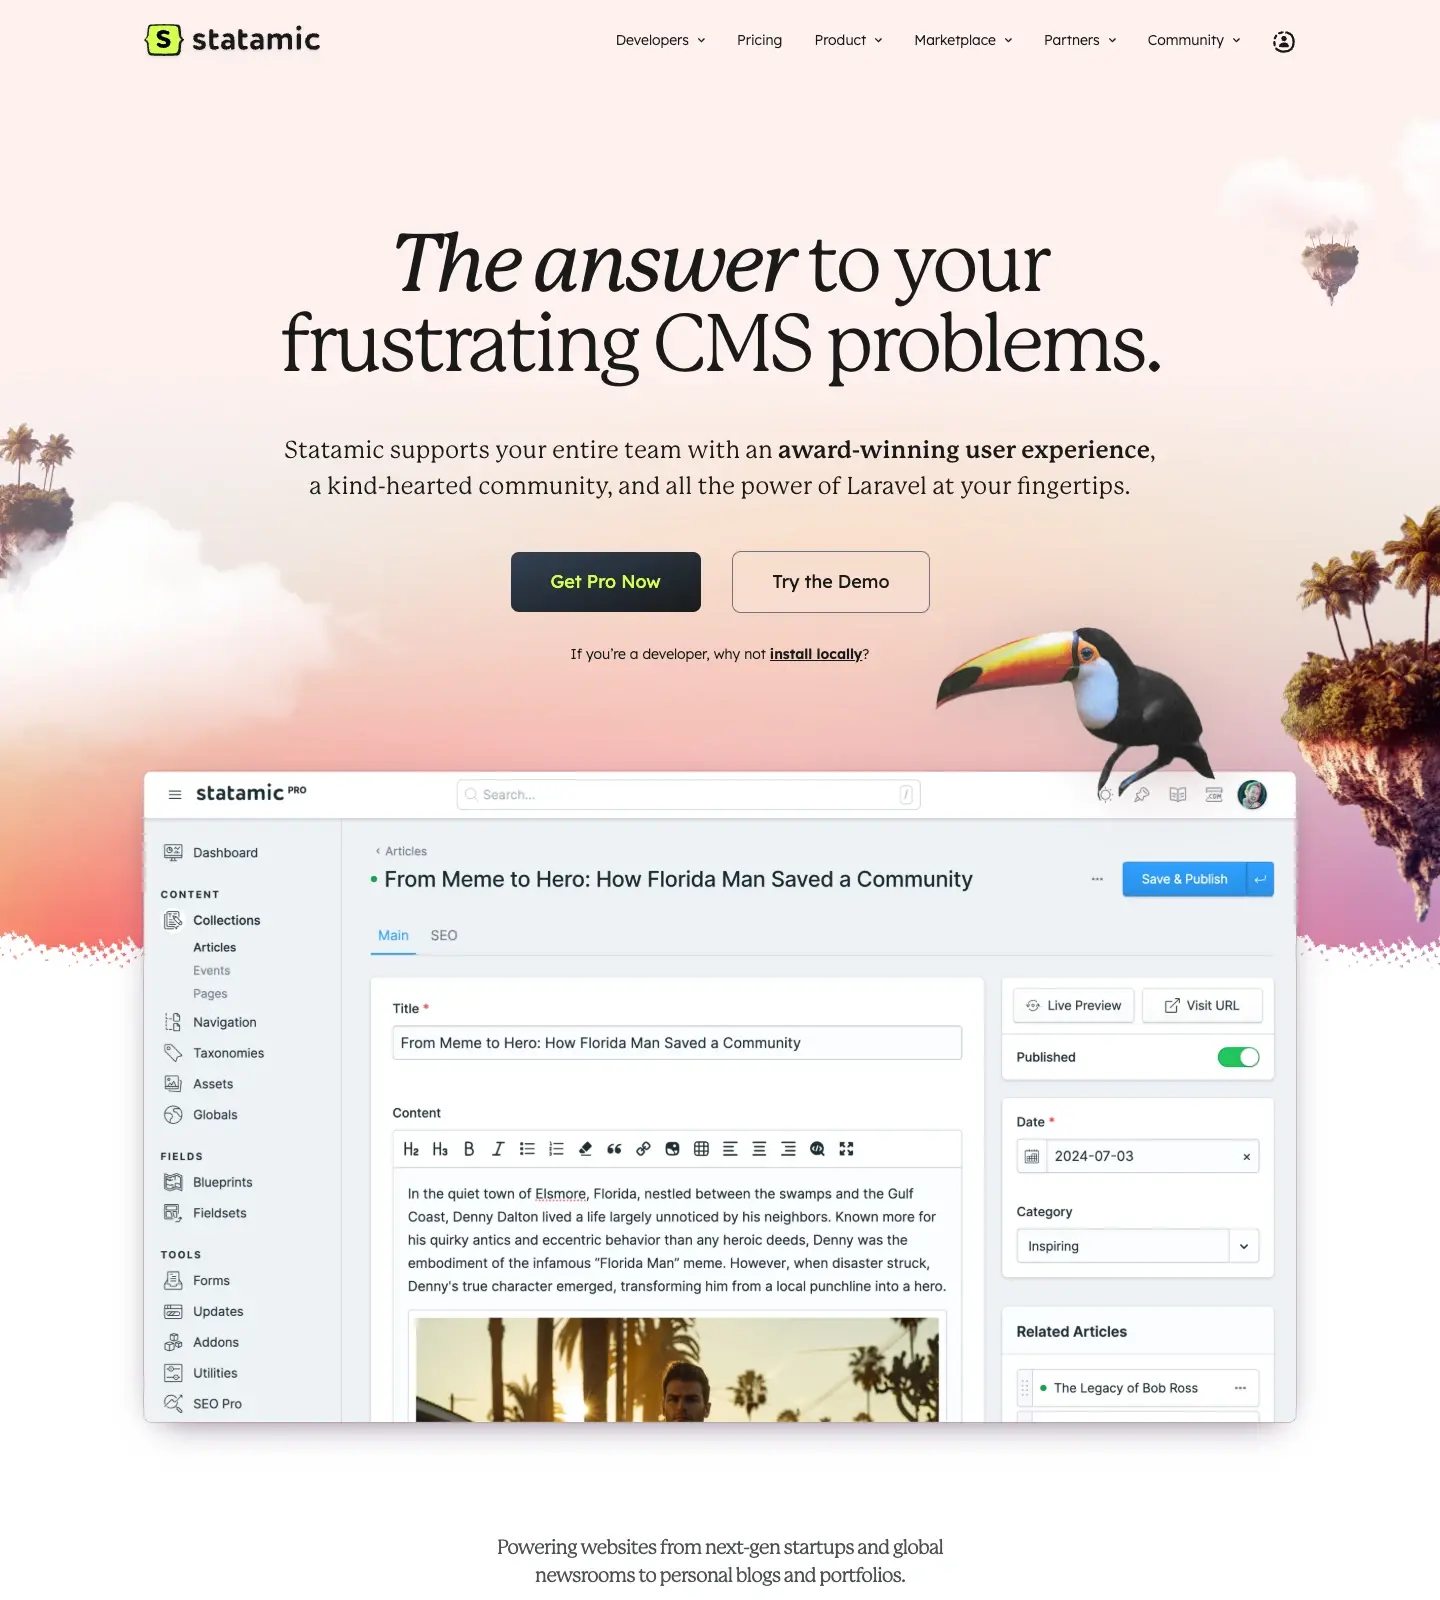 S statamic
Developers Pricing Product Marketplace Partners Community
The answer to your
frustrating CMS problems.
Statamic supports your entire team with an award-winning user experience,
a kind-hearted community, and all the power of Laravel at your fingertips.
Get Pro Now Try the Demo
If you’re a developer, why not install locally?
statamic PRO Search... /
.COM
Dashboard
CONTENT
Collections
Articles
Events
Pages
Navigation
Taxonomies
Assets
Globals
FIELDS
Blueprints
Fieldsets
TOOLS
Forms
Updates
Addons
Utilities
SEO Pro
‹ Articles
From Meme to Hero: How Florida Man Saved a Community
Save & Publish
Main SEO
Title *
From Meme to Hero: How Florida Man Saved a Community
Content
H2 H3 B I
In the quiet town of Elsmore, Florida, nestled between the swamps and the Gulf
Coast, Denny Dalton lived a life largely unnoticed by his neighbors. Known more for
his quirky antics and eccentric behavior than any heroic deeds, Denny was the
embodiment of the infamous “Florida Man” meme. However, when disaster struck,
Denny's true character emerged, transforming him from a local punchline into a hero.
Live Preview Visit URL
Published
Date *
2024-07-03 ×
Category
Inspiring
Related Articles
The Legacy of Bob Ross
Powering websites from next-gen startups and global
newsrooms to personal blogs and portfolios.